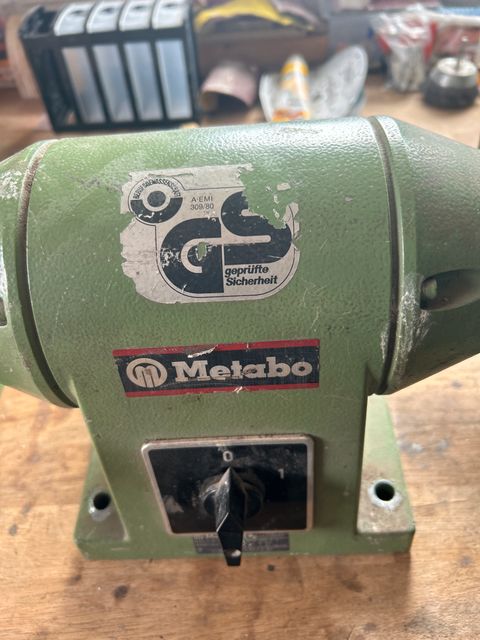 A·EMI
309/80
GS
geprüfte
Sicherheit
Metabo
0
1